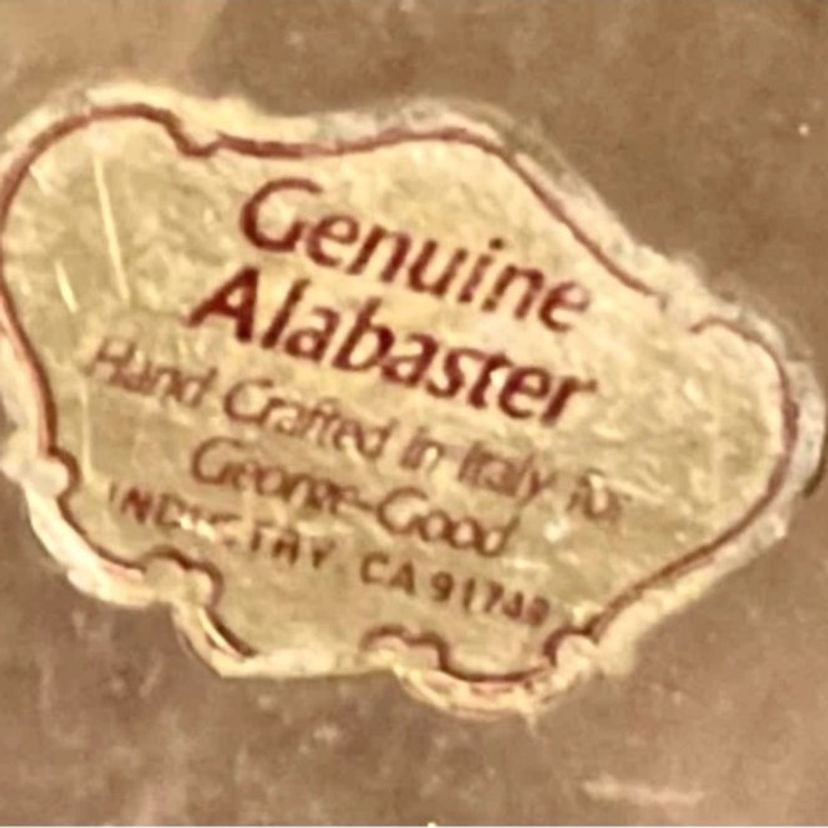 Genuine
Alabaster
Hand Crafted in Italy for
George-Good
INDUSTRY CA 91748